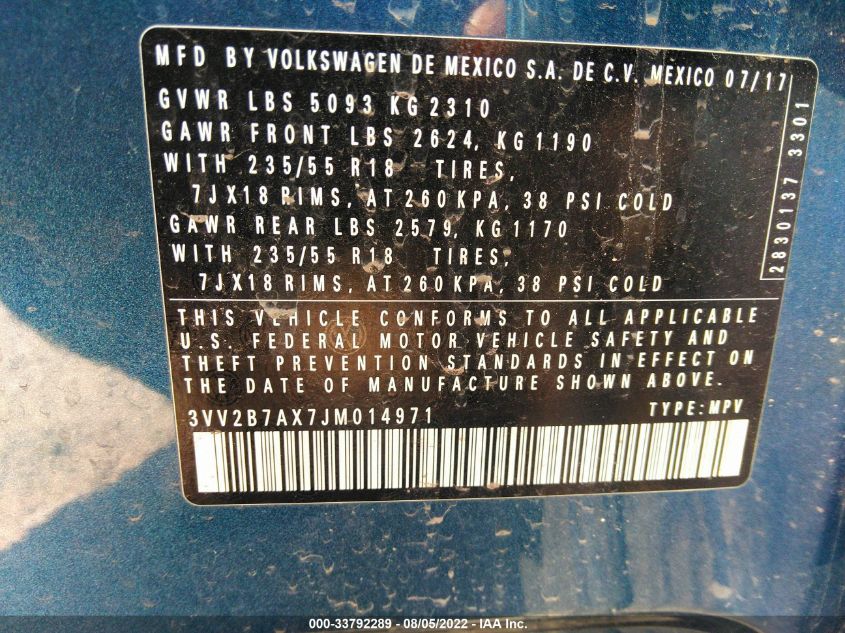 MFD BY VOLKSWAGEN DE MEXICO S.A. DE C.V. MEXICO 07/17
GVWR LBS 5093 KG 2310
GAWR FRONT LBS 2624, KG 1190
WITH 235/55 R18 TIRES,
7JX18 RIMS, AT 260 KPA, 38 PSI COLD
GAWR REAR LBS 2579, KG 1170
WITH 235/55 R18 TIRES,
7JX18 RIMS, AT 260 KPA, 38 PSI COLD
2830137 3301
THIS VEHICLE CONFORMS TO ALL APPLICABLE
U.S. FEDERAL MOTOR VEHICLE SAFETY AND
THEFT PREVENTION STANDARDS IN EFFECT ON
THE DATE OF MANUFACTURE SHOWN ABOVE.
3VV2B7AX7JM014971 TYPE: MPV
000-33792289 - 08/05/2022 - IAA Inc.